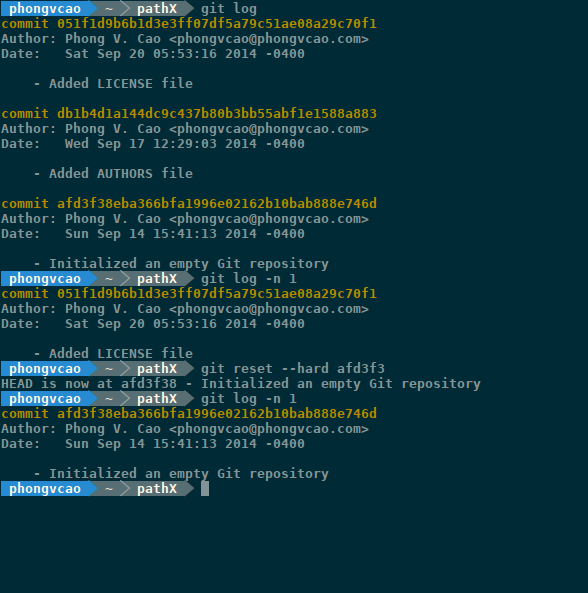 phongvcao ~ pathX git log
commit 051f1d9b6b1d3e3ff07df5a79c51ae08a29c70f1
Author: Phong V. Cao <phongvcao@phongvcao.com>
Date:   Sat Sep 20 05:53:16 2014 -0400
    - Added LICENSE file
commit db1b4d1a144dc9c437b80b3bb55abf1e1588a883
Author: Phong V. Cao <phongvcao@phongvcao.com>
Date:   Wed Sep 17 12:29:03 2014 -0400
    - Added AUTHORS file
commit afd3f38eba366bfa1996e02162b10bab888e746d
Author: Phong V. Cao <phongvcao@phongvcao.com>
Date:   Sun Sep 14 15:41:13 2014 -0400
    - Initialized an empty Git repository
phongvcao ~ pathX git log -n 1
commit 051f1d9b6b1d3e3ff07df5a79c51ae08a29c70f1
Author: Phong V. Cao <phongvcao@phongvcao.com>
Date:   Sat Sep 20 05:53:16 2014 -0400
    - Added LICENSE file
phongvcao ~ pathX git reset --hard afd3f3
HEAD is now at afd3f38 - Initialized an empty Git repository
phongvcao ~ pathX git log -n 1
commit afd3f38eba366bfa1996e02162b10bab888e746d
Author: Phong V. Cao <phongvcao@phongvcao.com>
Date:   Sun Sep 14 15:41:13 2014 -0400
    - Initialized an empty Git repository
phongvcao ~ pathX